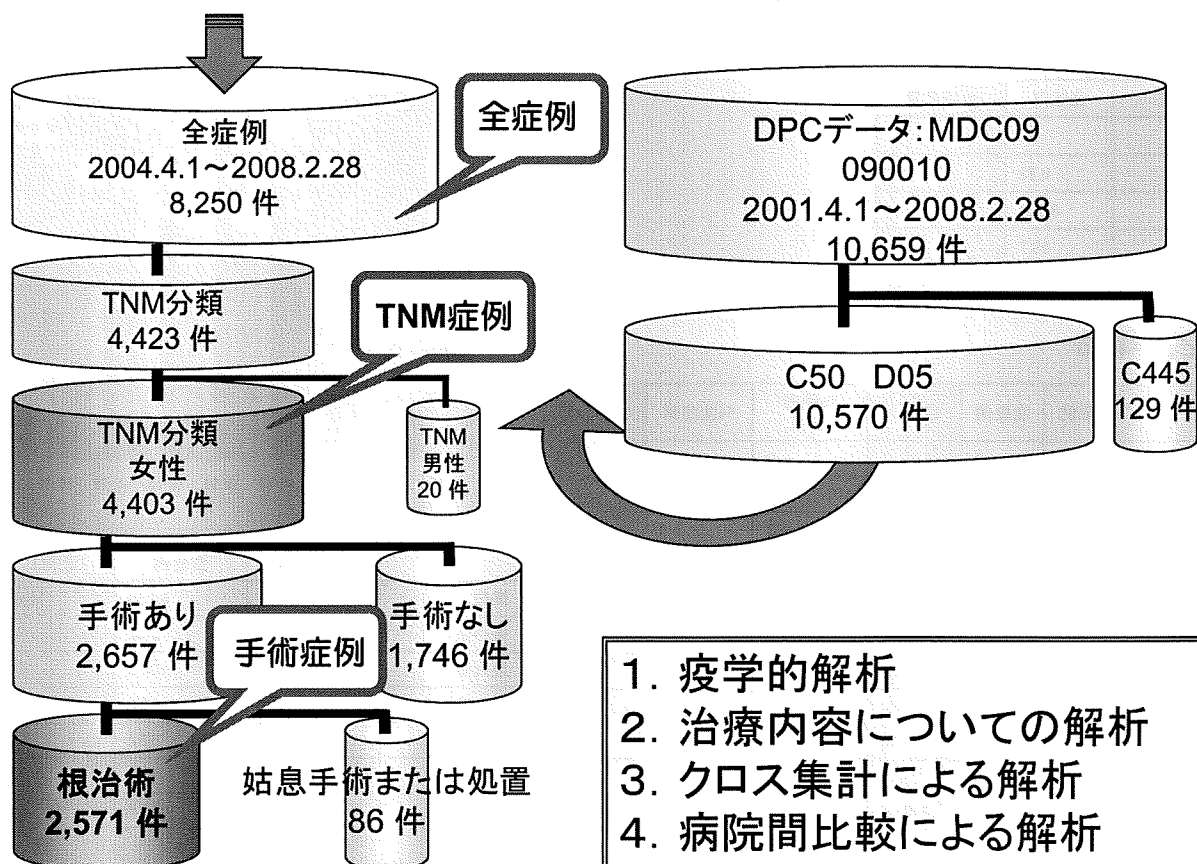 全症例
2004.4.1～2008.2.28
8,250 件
全症例
TNM分類
4,423 件
TNM症例
TNM分類
女性
4,403 件
TNM
男性
20 件
手術あり
2,657 件
手術なし
1,746 件
手術症例
根治術
2,571 件
姑息手術または処置
86 件
DPCデータ：MDC09
090010
2001.4.1～2008.2.28
10,659 件
C50 D05
10,570 件
C445
129 件
1. 疫学的解析
2. 治療内容についての解析
3. クロス集計による解析
4. 病院間比較による解析